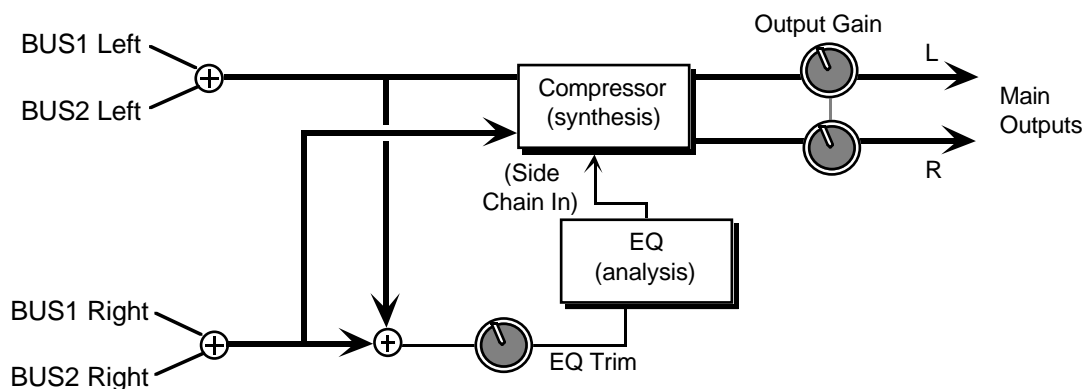 Output Gain
BUS1 Left
BUS2 Left
L
Compressor
(synthesis)
Main
Outputs
R
(Side
Chain In)
EQ
(analysis)
BUS1 Right
BUS2 Right
EQ Trim